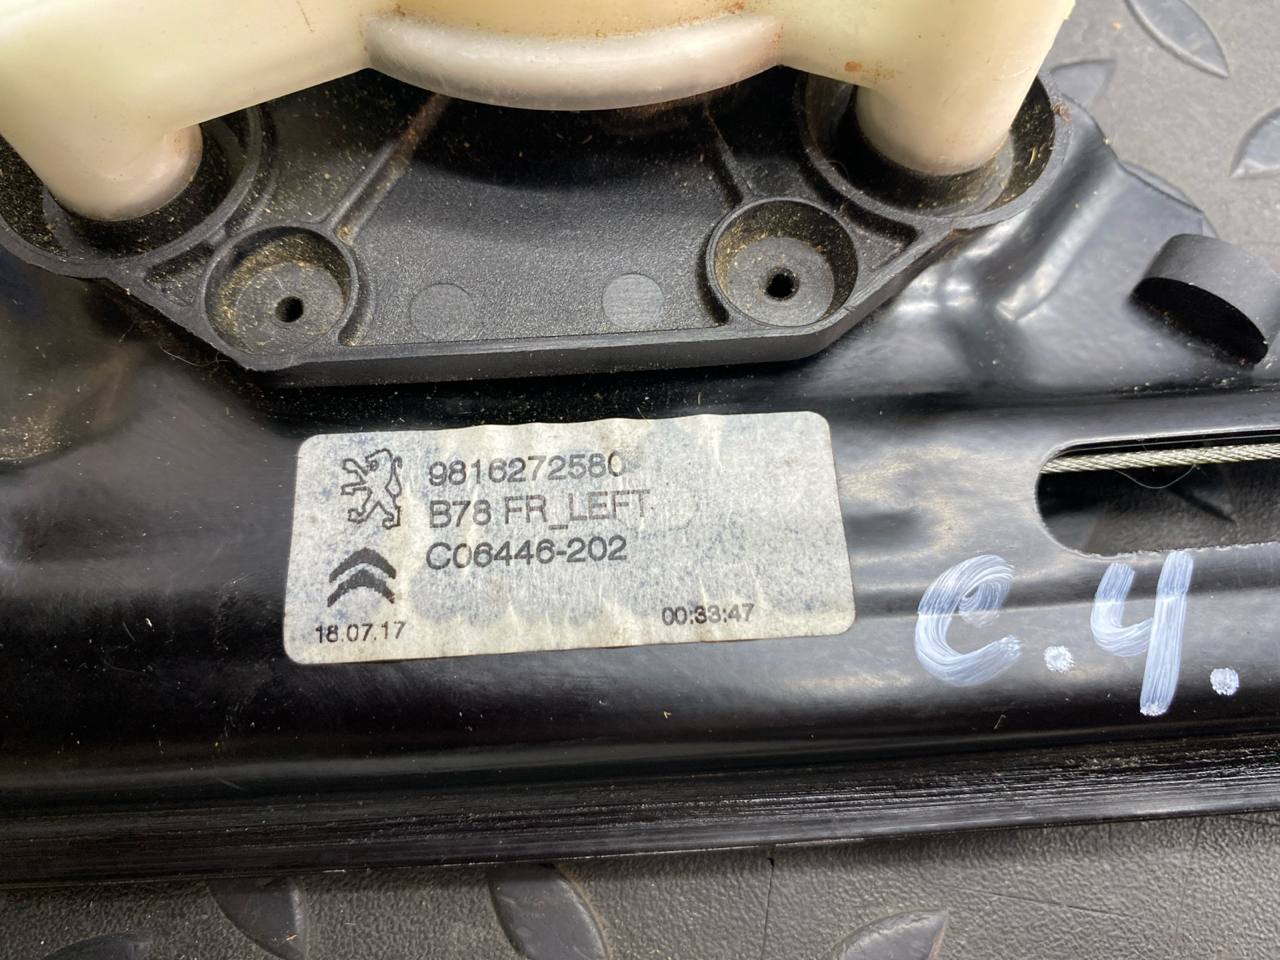 9816272580
B78 FR_LEFT
C06446-202
18.07.17
00:33:47
C.4.